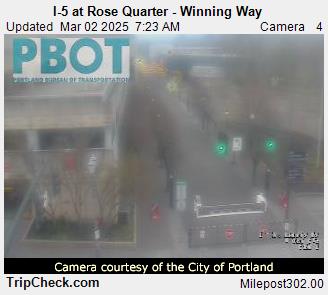 I-5 at Rose Quarter - Winning Way
Updated Mar 02 2025 7:23 AM Camera 4
PBOT
PORTLAND BUREAU OF TRANSPORTATION
Camera courtesy of the City of Portland
TripCheck.com Milepost302.00